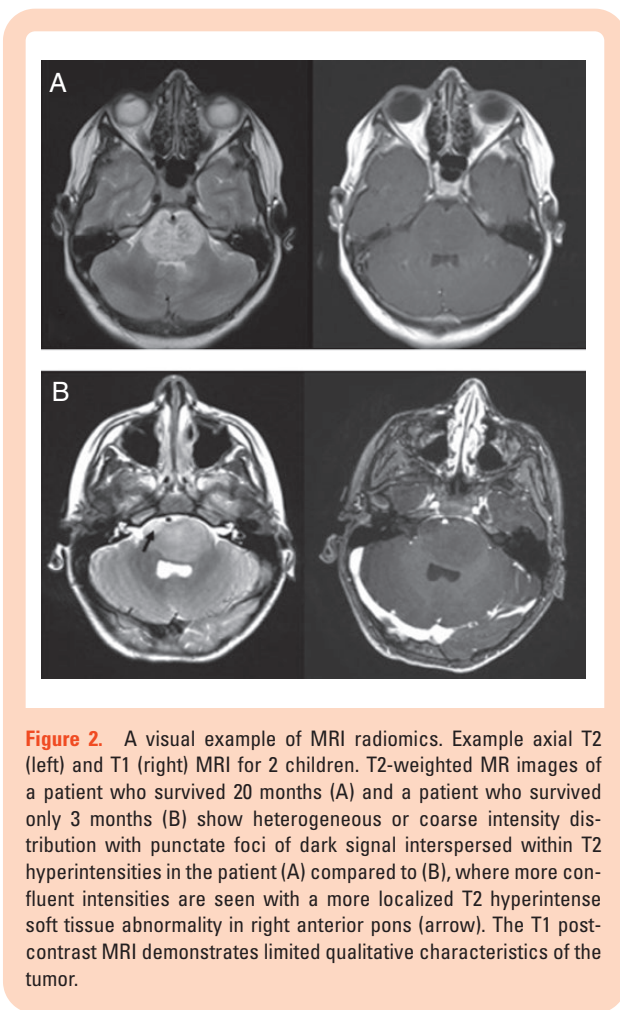 A
B
Figure 2. A visual example of MRI radiomics. Example axial T2
(left) and T1 (right) MRI for 2 children. T2-weighted MR images of
a patient who survived 20 months (A) and a patient who survived
only 3 months (B) show heterogeneous or coarse intensity dis-
tribution with punctate foci of dark signal interspersed within T2
hyperintensities in the patient (A) compared to (B), where more con-
fluent intensities are seen with a more localized T2 hyperintense
soft tissue abnormality in right anterior pons (arrow). The T1 post-
contrast MRI demonstrates limited qualitative characteristics of the
tumor.